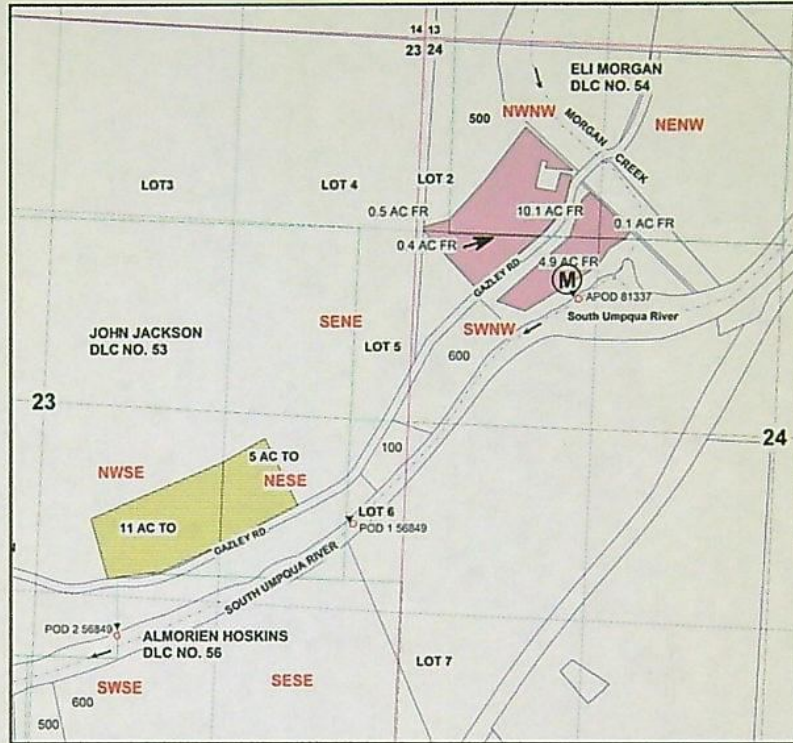 14 13
23 24
ELI MORGAN
DLC NO. 54
NWNW
500
MORGAN CREEK
NENW
LOT3
LOT 4
LOT 2
0.5 AC FR
10.1 AC FR
0.1 AC FR
0.4 AC FR
4.9 AC FR
GAZLEY RD
M
APOD 81337
South Umpqua River
SENE
SWNW
JOHN JACKSON
DLC NO. 53
LOT 5
600
23
24
100
5 AC TO
NWSE
NESE
11 AC TO
LOT 6
POD 1 56849
GAZLEY RD
SOUTH UMPQUA RIVER
POD 2 56849
ALMORIEN HOSKINS
DLC NO. 56
LOT 7
SWSE
SESE
600
500